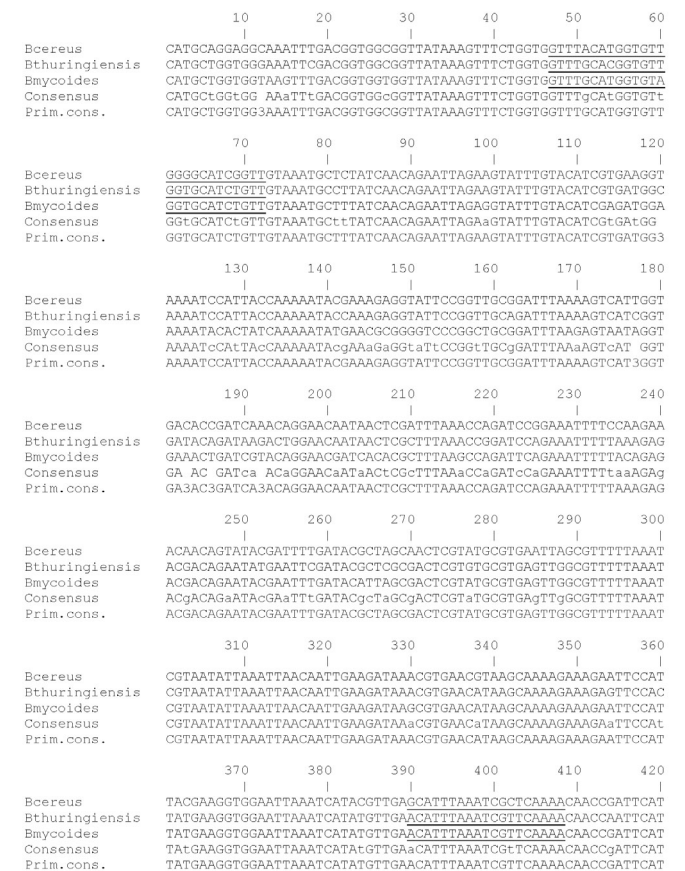 10 20 30 40 50 60
| | | | | |
Bcereus CATGCAGGAGGCAAATTTGACGGTGGCGGTTATAAAGTTTCTGGTGGTTTACATGGTGTT
Bthuringiensis CATGCTGGTGGGAAATTCGACGGTGGCGGTTATAAAGTTTCTGGTGGTTTGCACGGTGTT
Bmycoides CATGCTGGTGGTAAGTTTGACGGTGGTGGTTATAAAGTTTCTGGTGGTTTGCATGGTGTA
Consensus CATGCtGGtGG AAaTTtGACGGTGGcGGTTATAAAGTTTCTGGTGGTTTgCAtGGTGTt
Prim.cons. CATGCTGGTGG3AAATTTGACGGTGGCGGTTATAAAGTTTCTGGTGGTTTGCATGGTGTT
70 80 90 100 110 120
| | | | | |
Bcereus GGGGCATCGGTTGTAAATGCTCTATCAACAGAATTAGAAGTATTTGTACATCGTGAAGGT
Bthuringiensis GGTGCATCTGTTGTAAATGCCTTATCAACAGAATTAGAAGTATTTGTACATCGTGATGGC
Bmycoides GGTGCATCTGTTGTAAATGCTTTATCAACAGAATTAGAGGTATTTGTACATCGAGATGGA
Consensus GGtGCATCtGTTGTAAATGCttTATCAACAGAATTAGAaGTATTTGTACATCGtGAtGG
Prim.cons. GGTGCATCTGTTGTAAATGCTTTATCAACAGAATTAGAAGTATTTGTACATCGTGATGG3
130 140 150 160 170 180
| | | | | |
Bcereus AAAATCCATTACCAAAAATACGAAAGAGGTATTCCGGTTGCGGATTTAAAAGTCATTGGT
Bthuringiensis AAAATCCATTACCAAAAATACCAAAGAGGTATTCCGGTTGCAGATTTAAAAGTCATCGGT
Bmycoides AAAATACACTATCAAAAATATGAACGCGGGGTCCCGGCTGCGGATTTAAGAGTAATAGGT
Consensus AAAATcCAtTAcCAAAAATAcgAAaGaGGtaTtCCGGtTGCgGATTTAAaAGTcAT GGT
Prim.cons. AAAATCCATTACCAAAAATACGAAAGAGGTATTCCGGTTGCGGATTTAAAAGTCAT3GGT
190 200 210 220 230 240
| | | | | |
Bcereus GACACCGATCAAACAGGAACAATAACTCGATTTAAACCAGATCCGGAAATTTTCCAAGAA
Bthuringiensis GATACAGATAAGACTGGAACAATAACTCGCTTTAAACCGGATCCAGAAATTTTTAAAGAG
Bmycoides GAAACTGATCGTACAGGAACGATCACACGCTTTAAGCCAGATTCAGAAATTTTTACAGAG
Consensus GA AC GATca ACaGGAACaATaACtCGcTTTAAaCCaGATcCaGAAATTTTtaaAGAg
Prim.cons. GA3AC3GATCA3ACAGGAACAATAACTCGCTTTAAACCAGATCCAGAAATTTTTAAAGAG
250 260 270 280 290 300
| | | | | |
Bcereus ACAACAGTATACGATTTTGATACGCTAGCAACTCGTATGCGTGAATTAGCGTTTTTAAAT
Bthuringiensis ACGACAGAATATGAATTCGATACGCTCGCGACTCGTGTGCGTGAGTTAGCGTTTTTAAAT
Bmycoides ACGACAGAATACGAATTTGATACATTAGCGACTCGTATGCGTGAGTTGGCGTTTTTAAAT
Consensus ACgACAGaATAcGAaTTtGATACgcTaGCgACTCGTaTGCGTGAgTTgGCGTTTTTAAAT
Prim.cons. ACGACAGAATACGAATTTGATACGCTAGCGACTCGTATGCGTGAGTTGGCGTTTTTAAAT
310 320 330 340 350 360
| | | | | |
Bcereus CGTAATATTAAATTAACAATTGAAGATAAACGTGAACGTAAGCAAAAGAAAGAATTCCAT
Bthuringiensis CGTAATATTAAATTAACAATTGAAGATAAACGTGAACATAAGCAAAAGAAAGAGTTCCAC
Bmycoides CGTAATATTAAATTAACAATTGAAGATAAGCGTGAACATAAGCAAAAGAAAGAATTCCAT
Consensus CGTAATATTAAATTAACAATTGAAGATAAaCGTGAACaTAAGCAAAAGAAAGAaTTCCAt
Prim.cons. CGTAATATTAAATTAACAATTGAAGATAAACGTGAACATAAGCAAAAGAAAGAATTCCAT
370 380 390 400 410 420
| | | | | |
Bcereus TACGAAGGTGGAATTAAATCATACGTTGAGCATTTAAATCGCTCAAAACAACCGATTCAT
Bthuringiensis TATGAAGGTGGAATTAAATCATATGTTGAACATTTAAATCGTTCAAAACAACCAATTCAT
Bmycoides TATGAAGGTGGAATTAAATCATATGTTGAACATTTAAATCGTTCAAAACAACCGATTCAT
Consensus TAtGAAGGTGGAATTAAATCATAtGTTGAaCATTTAAATCGtTCAAAACAACCgATTCAT
Prim.cons. TATGAAGGTGGAATTAAATCATATGTTGAACATTTAAATCGTTCAAAACAACCGATTCAT